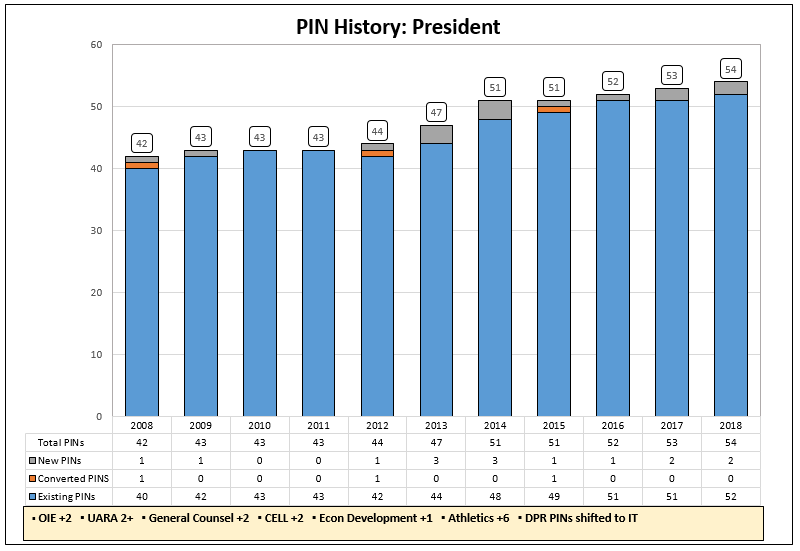 PIN History: President
60
50
40
30
20
10
0
42
43
43
43
44
47
51
51
52
53
54
2008 2009 2010 2011 2012 2013 2014 2015 2016 2017 2018
Total PINs 42 43 43 43 44 47 51 51 52 53 54
New PINs 1 1 0 0 1 3 3 1 1 2 2
Converted PINS 1 0 0 0 1 0 0 1 0 0 0
Existing PINs 40 42 43 43 42 44 48 49 51 51 52
▪ OIE +2 ▪ UARA 2+ ▪ General Counsel +2 ▪ CELL +2 ▪ Econ Development +1 ▪ Athletics +6 ▪ DPR PINs shifted to IT